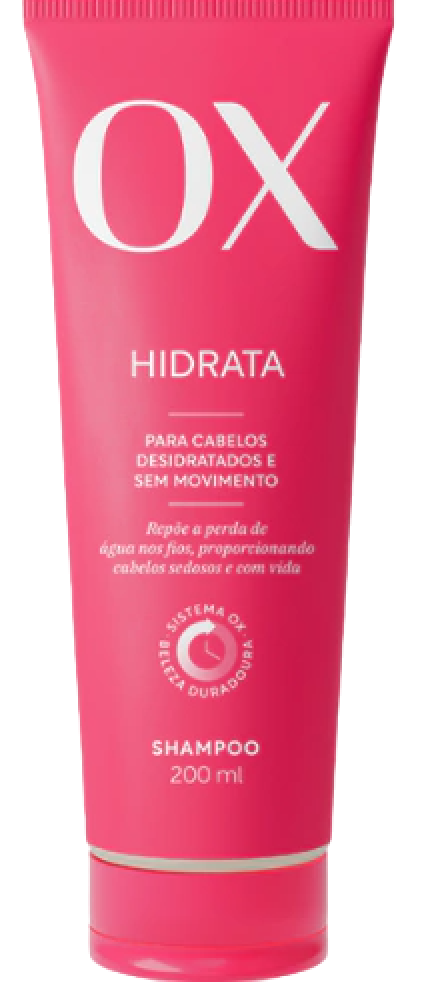 OX
HIDRATA
PARA CABELOS
DESIDRATADOS E
SEM MOVIMENTO
Repõe a perda de
água nos fios, proporcionando
cabelos sedosos e com vida
SISTEMA OX
BELEZA DURADOURA
SHAMPOO
200 ml